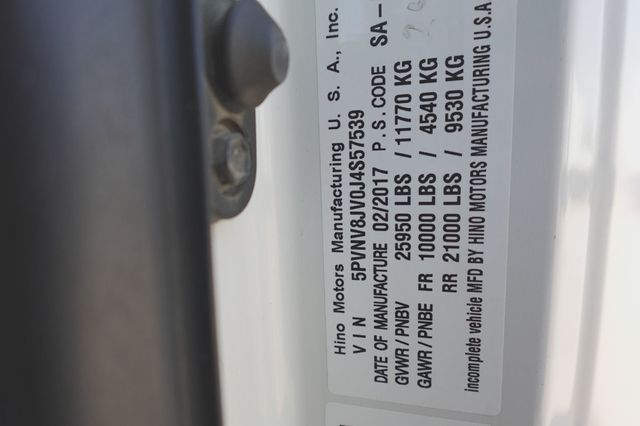 Hino Motors Manufacturing U. S. A., Inc.
VIN 5PVNV8JV0J4S57539
DATE OF MANUFACTURE 02/2017 P.S.CODE SA-
GVWR/PNBV 25950 LBS / 11770 KG
GAWR/PNBE FR 10000 LBS / 4540 KG
RR 21000 LBS / 9530 KG
incomplete vehicle MFD BY HINO MOTORS MANUFACTURING U.S.A